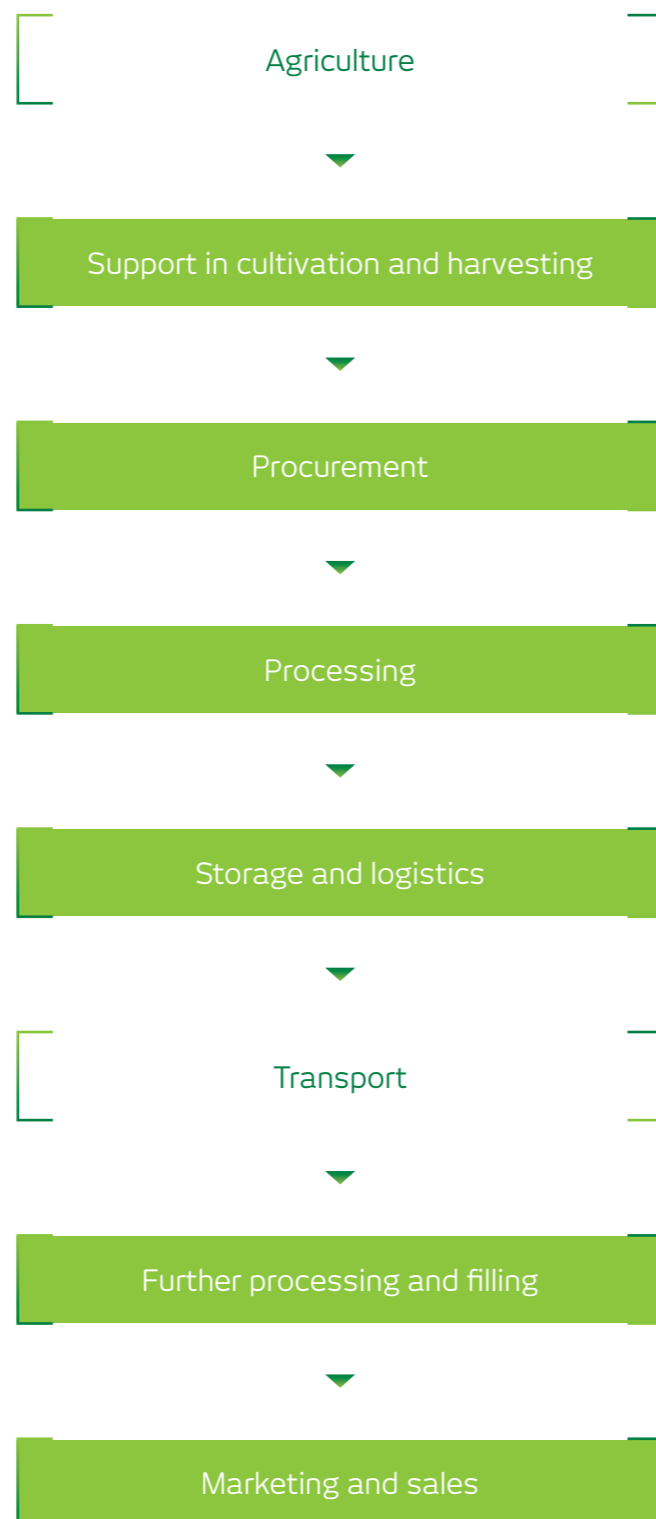 Agriculture
Support in cultivation and harvesting
Procurement
Processing
Storage and logistics
Transport
Further processing and filling
Marketing and sales